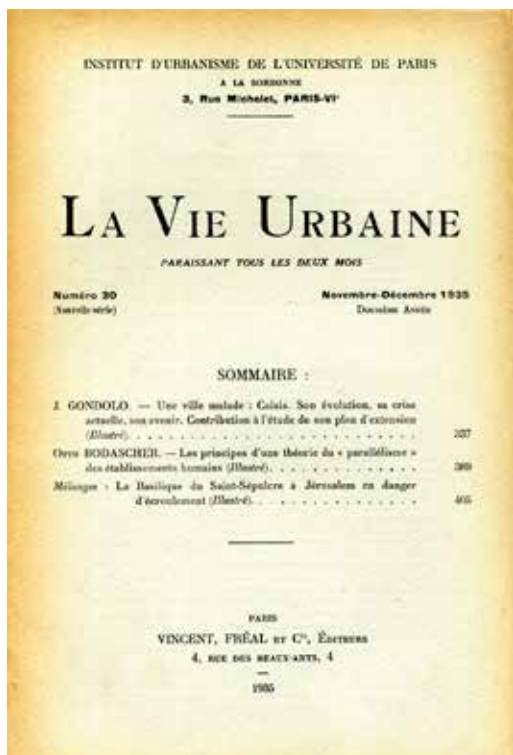 INSTITUT D'URBANISME DE L'UNIVERSITÉ DE PARIS
A LA SORBONNE
3, Rue Michelet, PARIS-VIᵉ
LA VIE URBAINE
PARAISSANT TOUS LES DEUX MOIS
Numéro 30 Novembre-Décembre 1935
(Nouvelle série) Année
SOMMAIRE :
J. GONDOLO. — Une ville malade : Calais. Son évolution, sa crise
actuelle, son avenir. Contribution à l'étude de son plan d'extension
(Illustré). . . . . . . . . . . . . . . . . . . . . . . . . . 337
BODASCHER. — Les principes d'une théorie du « parallélisme »
des établissements humains (Illustré). . . . . . . . . . . . .
Mélanges : La Basilique du Saint-Sépulcre à Jérusalem en danger
d'écroulement (Illustré). . . . . . . . . . . . . . . 405
PARIS
VINCENT, FRÉAL ET Cⁱᵉ, ÉDITEURS
4, RUE DES BEAUX-ARTS, 4
1935